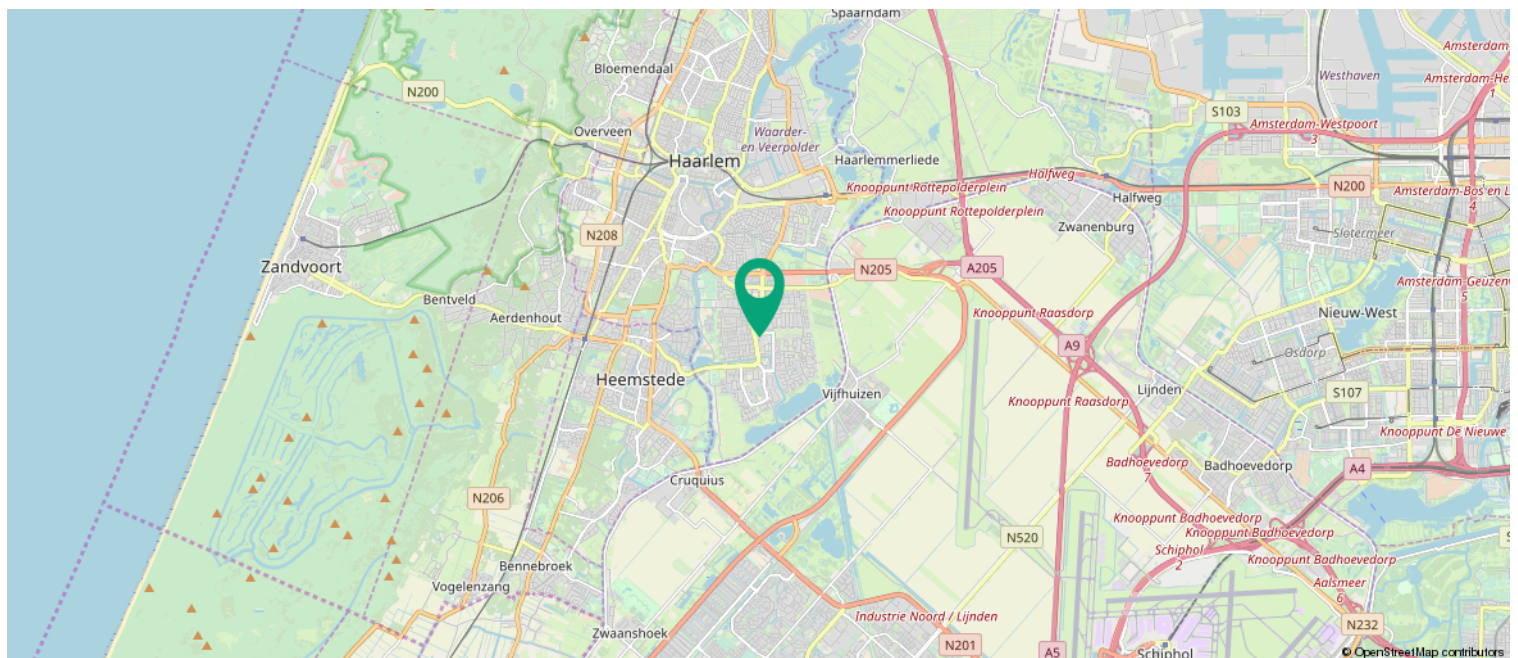 Spaarndam
Bloemendaal
Amsterdam-
Westhaven
Amsterdam-He
1
N200
S103
Amsterdam-Westpoort
3
Overveen
Waarder-
en Veerpolder
Haarlem
Haarlemmerliede
Halfweg
Knooppunt Rottepolderplein
N200
Amsterdam-Bos en L
4
Halfweg
Knooppunt Rottepolderplein
Zwanenburg
N208
Slotermeer
Zandvoort
N205
A205
Amsterdam-Geuzenv
5
Bentveld
Aerdenhout
Knooppunt Raasdorp
Nieuw-West
A9
Osdorp
Heemstede
Vijfhuizen
Lijnden
S107
Knooppunt Raasdorp
Knooppunt De Nieuwe
Badhoevedorp
7
Badhoevedorp
A4
Cruquius
N206
Knooppunt Badhoevedorp
Knooppunt Badhoevedorp
N520
Schiphol
2
Knooppunt Badhoevedorp
Bennebroek
Vogelenzang
Aalsmeer
6
Industrie Noord / Lijnden
N232
Zwaanshoek
N201
A5
Schiphol
© OpenStreetMap contributors